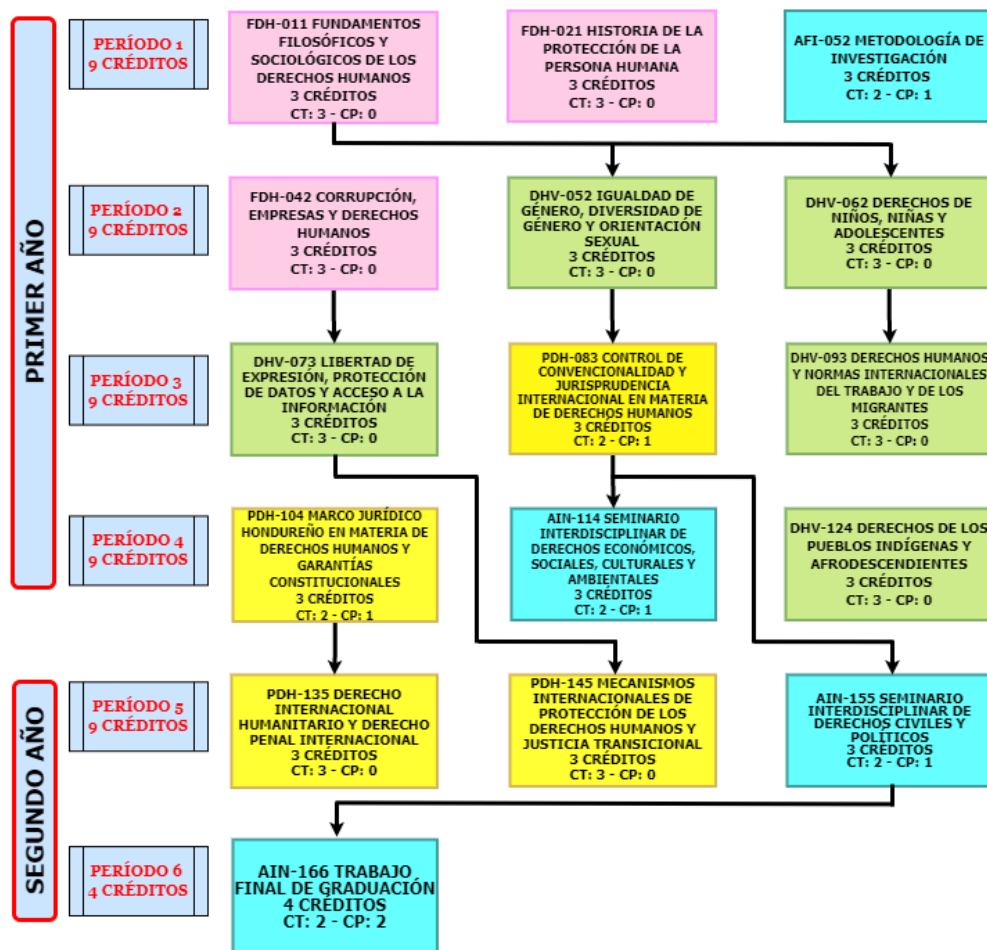 PRIMER AÑO
PERÍODO 1
9 CRÉDITOS
FDH-011 FUNDAMENTOS
FILOSÓFICOS Y
SOCIOLÓGICOS DE LOS
DERECHOS HUMANOS
3 CRÉDITOS
CT: 3 - CP: 0
FDH-021 HISTORIA DE LA
PROTECCIÓN DE LA
PERSONA HUMANA
3 CRÉDITOS
CT: 3 - CP: 0
AFI-052 METODOLOGÍA DE
INVESTIGACIÓN
3 CRÉDITOS
CT: 2 - CP: 1
PERÍODO 2
9 CRÉDITOS
FDH-042 CORRUPCIÓN,
EMPRESAS Y DERECHOS
HUMANOS
3 CRÉDITOS
CT: 3 - CP: 0
DHV-052 IGUALDAD DE
GÉNERO, DIVERSIDAD DE
GÉNERO Y ORIENTACIÓN
SEXUAL
3 CRÉDITOS
CT: 3 - CP: 0
DHV-062 DERECHOS DE
NIÑOS, NIÑAS Y
ADOLESCENTES
3 CRÉDITOS
CT: 3 - CP: 0
PERÍODO 3
9 CRÉDITOS
DHV-073 LIBERTAD DE
EXPRESIÓN, PROTECCIÓN
DE DATOS Y ACCESO A LA
INFORMACIÓN
3 CRÉDITOS
CT: 3 - CP: 0
PDH-083 CONTROL DE
CONVENCIONALIDAD Y
JURISPRUDENCIA
INTERNACIONAL EN MATERIA
DE DERECHOS HUMANOS
3 CRÉDITOS
CT: 2 - CP: 1
DHV-093 DERECHOS HUMANOS
Y NORMAS INTERNACIONALES
DEL TRABAJO Y DE LOS
MIGRANTES
3 CRÉDITOS
CT: 3 - CP: 0
PERÍODO 4
9 CRÉDITOS
PDH-104 MARCO JURÍDICO
HONDUREÑO EN MATERIA DE
DERECHOS HUMANOS Y
GARANTÍAS
CONSTITUCIONALES
3 CRÉDITOS
CT: 2 - CP: 1
AIN-114 SEMINARIO
INTERDISCIPLINAR DE
DERECHOS ECONÓMICOS,
SOCIALES, CULTURALES Y
AMBIENTALES
3 CRÉDITOS
CT: 2 - CP: 1
DHV-124 DERECHOS DE LOS
PUEBLOS INDÍGENAS Y
AFRODESCENDIENTES
3 CRÉDITOS
CT: 3 - CP: 0
SEGUNDO AÑO
PERÍODO 5
9 CRÉDITOS
PDH-135 DERECHO
INTERNACIONAL
HUMANITARIO Y DERECHO
PENAL INTERNACIONAL
3 CRÉDITOS
CT: 3 - CP: 0
PDH-145 MECANISMOS
INTERNACIONALES DE
PROTECCIÓN DE LOS
DERECHOS HUMANOS Y
JUSTICIA TRANSICIONAL
3 CRÉDITOS
CT: 3 - CP: 0
AIN-155 SEMINARIO
INTERDISCIPLINAR DE
DERECHOS CIVILES Y
POLÍTICOS
3 CRÉDITOS
CT: 2 - CP: 1
PERÍODO 6
4 CRÉDITOS
AIN-166 TRABAJO
FINAL DE GRADUACIÓN
4 CRÉDITOS
CT: 2 - CP: 2